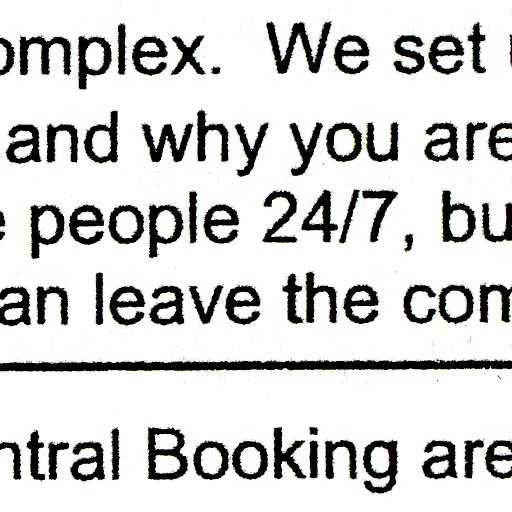 omplex. We set
and why you are
people 24/7, bu
an leave the com
ntral Booking are